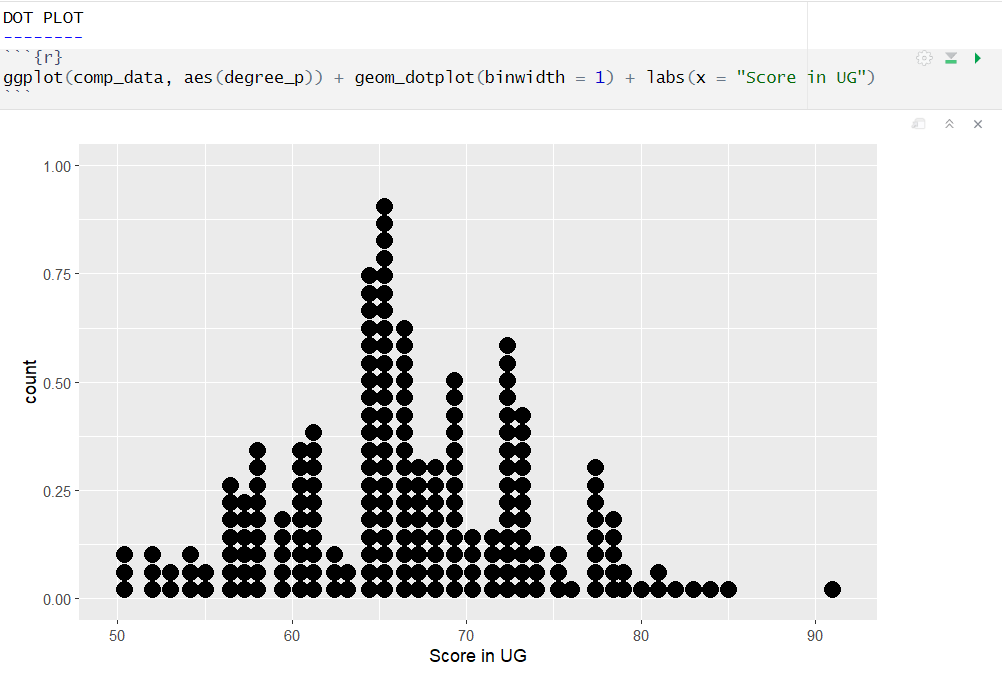 DOT PLOT
--------
```{r}
ggplot(comp_data, aes(degree_p)) + geom_dotplot(binwidth = 1) + labs(x = "Score in UG")
```
1.00
0.75
0.50
0.25
0.00
count
50 60 70 80 90
Score in UG